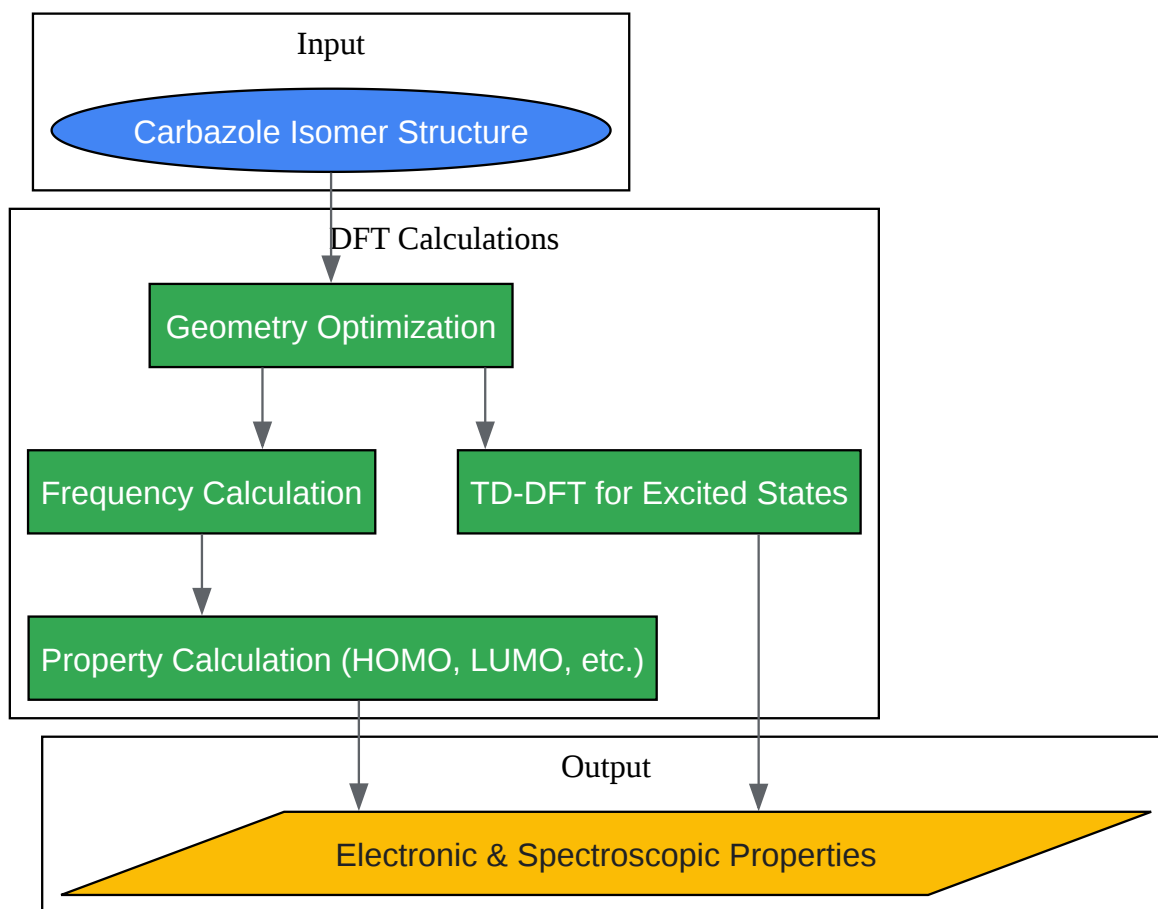 Input
Carbazole Isomer Structure
DFT Calculations
Geometry Optimization
Frequency Calculation
TD-DFT for Excited States
Property Calculation (HOMO, LUMO, etc.)
Output
Electronic & Spectroscopic Properties